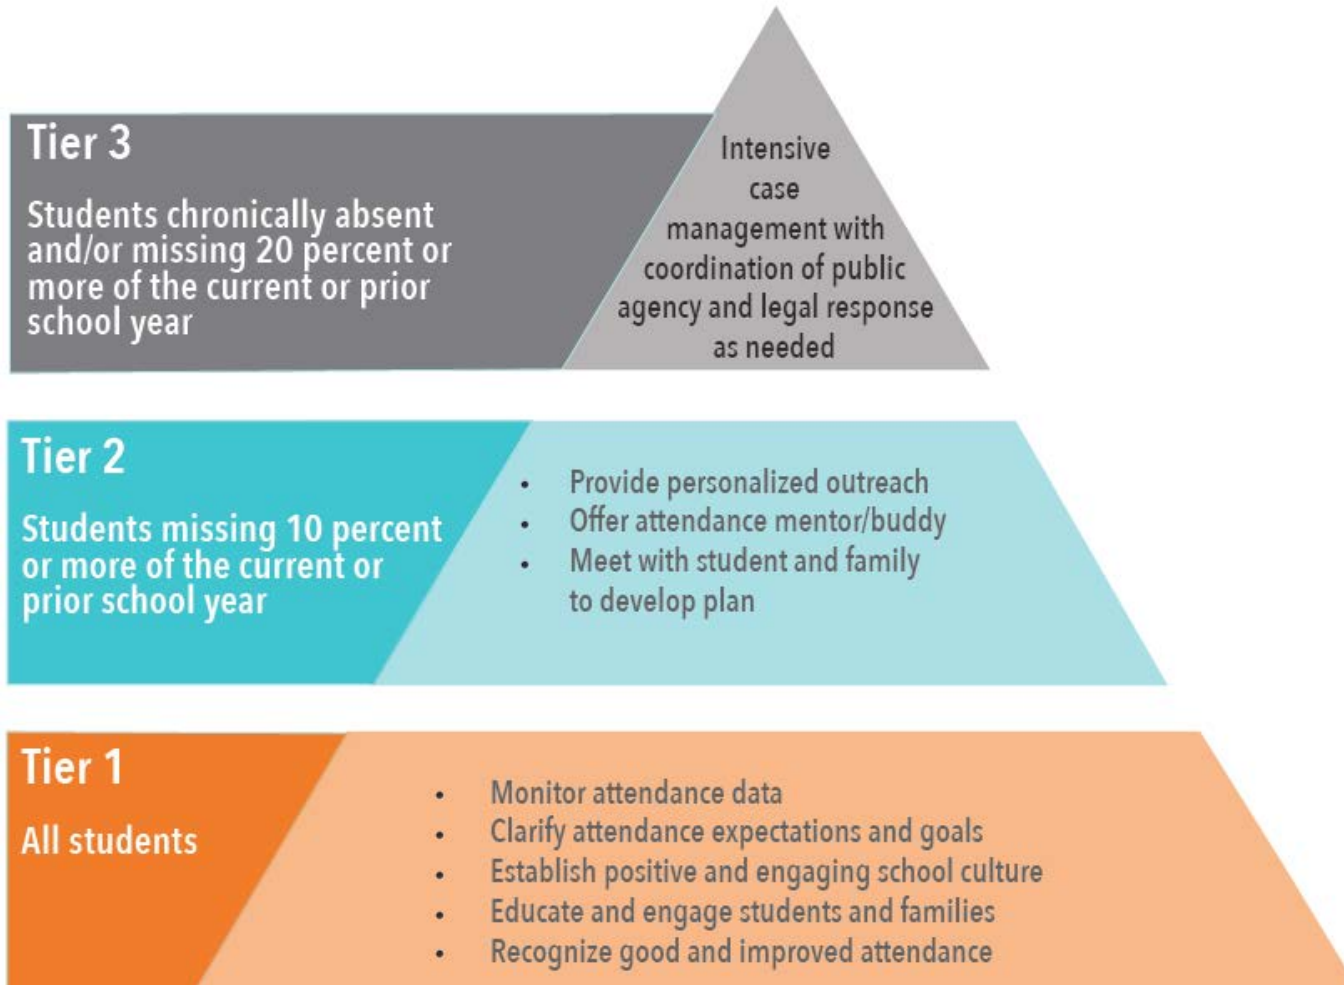 Tier 3
Students chronically absent
and/or missing 20 percent or
more of the current or prior
school year
Intensive
case
management with
coordination of public
agency and legal response
as needed
Tier 2
Students missing 10 percent
or more of the current or
prior school year
• Provide personalized outreach
• Offer attendance mentor/buddy
• Meet with student and family
to develop plan
Tier 1
All students
• Monitor attendance data
• Clarify attendance expectations and goals
• Establish positive and engaging school culture
• Educate and engage students and families
• Recognize good and improved attendance